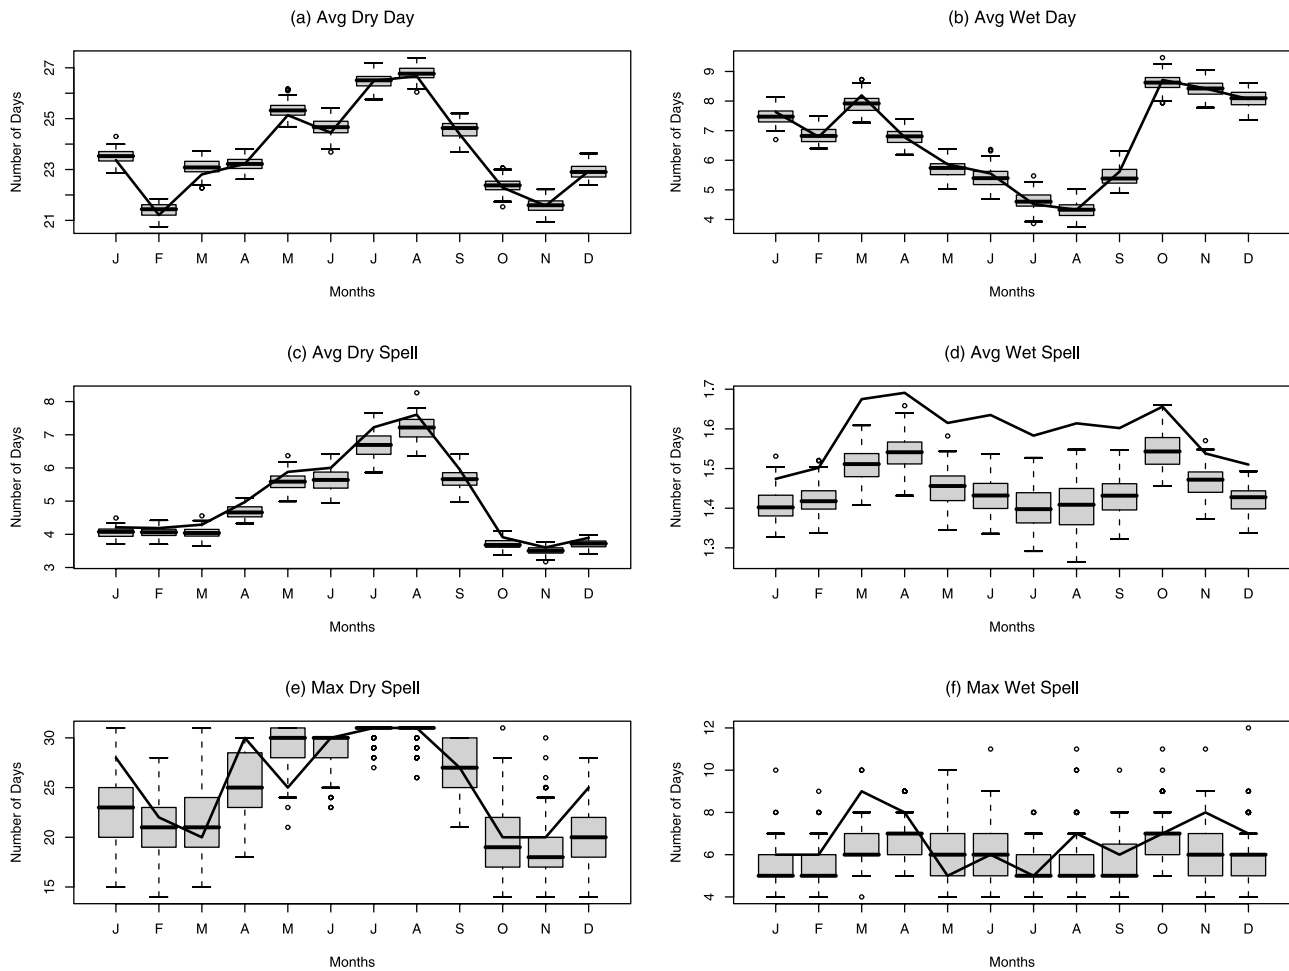 (a) Avg Dry Day
Number of Days
27
25
23
21
J F M A M J J A S O N D
Months
(b) Avg Wet Day
Number of Days
9
8
7
6
5
4
J F M A M J J A S O N D
Months
(c) Avg Dry Spell
Number of Days
8
7
6
5
4
3
J F M A M J J A S O N D
Months
(d) Avg Wet Spell
Number of Days
1.7
1.6
1.5
1.4
1.3
J F M A M J J A S O N D
Months
(e) Max Dry Spell
Number of Days
30
25
20
15
J F M A M J J A S O N D
Months
(f) Max Wet Spell
Number of Days
12
10
8
6
4
J F M A M J J A S O N D
Months